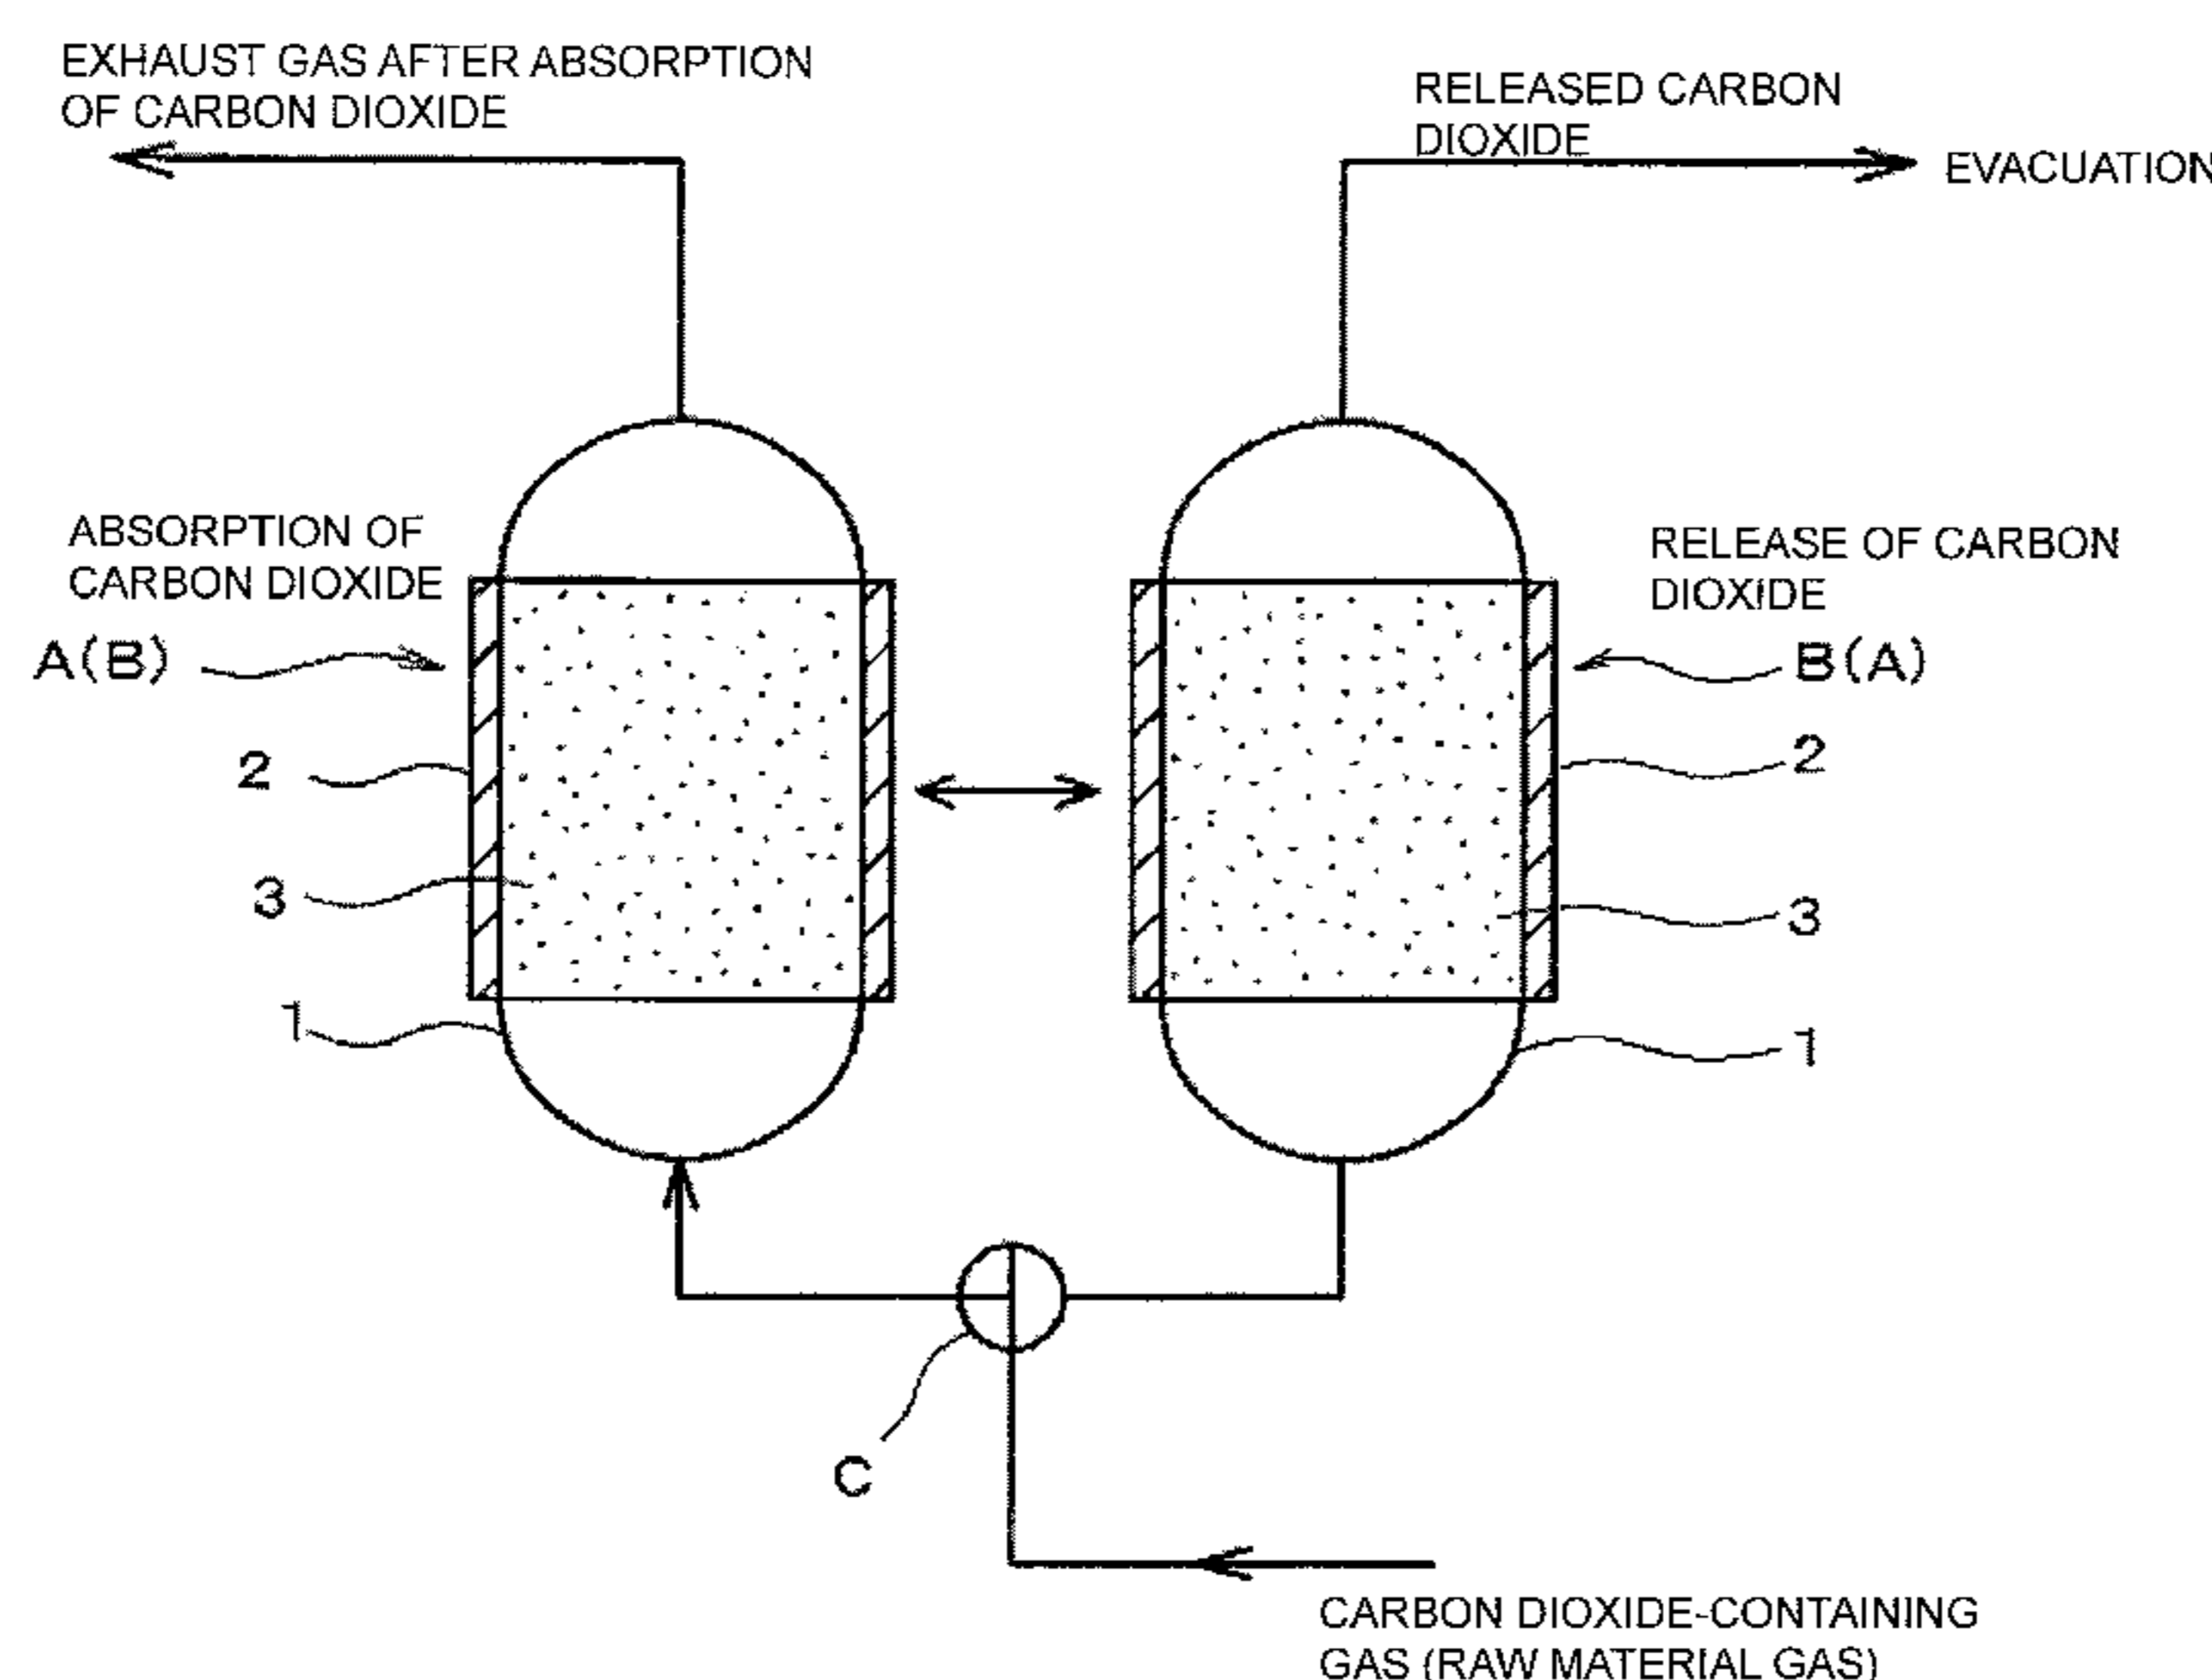 EXHAUST GAS AFTER ABSORPTION
OF CARBON DIOXIDE
RELEASED CARBON
DIOXIDE
EVACUATION
ABSORPTION OF
CARBON DIOXIDE
RELEASE OF CARBON
DIOXIDE
A(B)
B(A)
2
2
3
3
1
1
C
CARBON DIOXIDE-CONTAINING
GAS (RAW MATERIAL GAS)